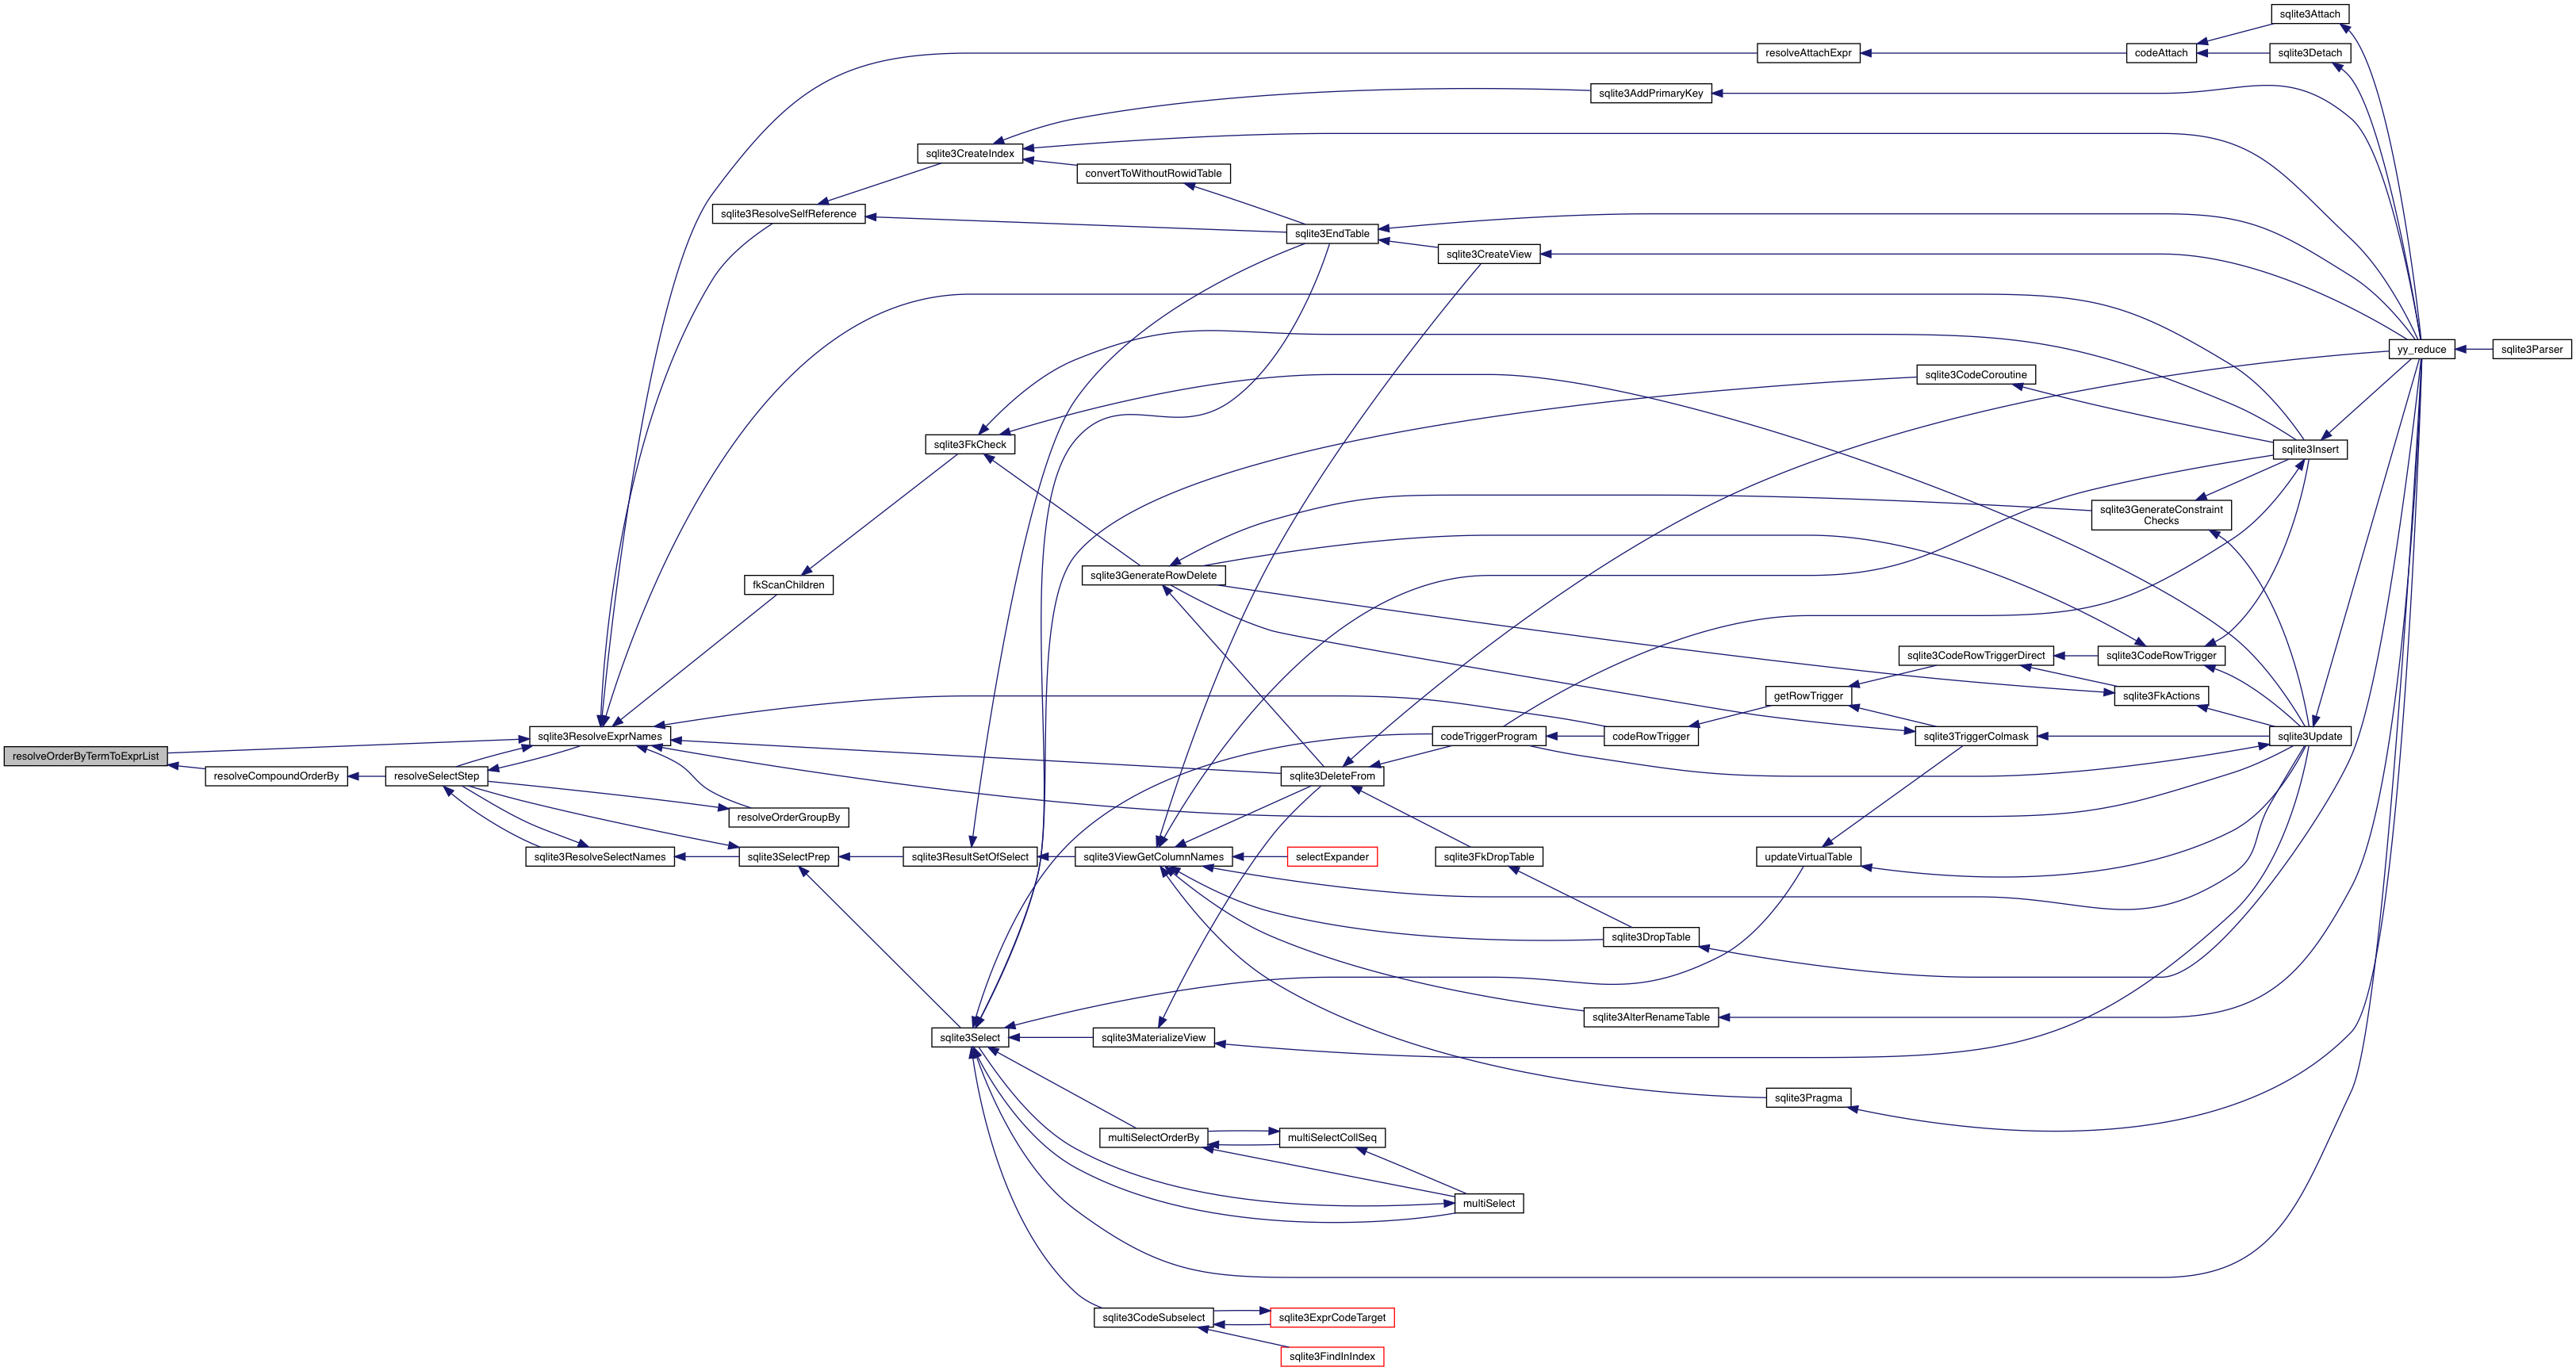 sqlite3Attach
resolveAttachExpr
codeAttach
sqlite3Detach
sqlite3AddPrimaryKey
sqlite3CreateIndex
convertToWithoutRowidTable
sqlite3ResolveSelfReference
sqlite3EndTable
sqlite3CreateView
yy_reduce
sqlite3Parser
sqlite3CodeCoroutine
sqlite3FkCheck
sqlite3Insert
sqlite3GenerateConstraint
Checks
sqlite3GenerateRowDelete
fkScanChildren
sqlite3CodeRowTriggerDirect
sqlite3CodeRowTrigger
getRowTrigger
sqlite3FkActions
sqlite3ResolveExprNames
codeTriggerProgram
codeRowTrigger
sqlite3TriggerColmask
sqlite3Update
resolveOrderByTermToExprList
resolveCompoundOrderBy
resolveSelectStep
sqlite3DeleteFrom
resolveOrderGroupBy
sqlite3ResolveSelectNames
sqlite3SelectPrep
sqlite3ResultSetOfSelect
sqlite3ViewGetColumnNames
selectExpander
sqlite3FkDropTable
updateVirtualTable
sqlite3DropTable
sqlite3AlterRenameTable
sqlite3Select
sqlite3MaterializeView
sqlite3Pragma
multiSelectOrderBy
multiSelectCollSeq
multiSelect
sqlite3CodeSubselect
sqlite3ExprCodeTarget
sqlite3FindInIndex